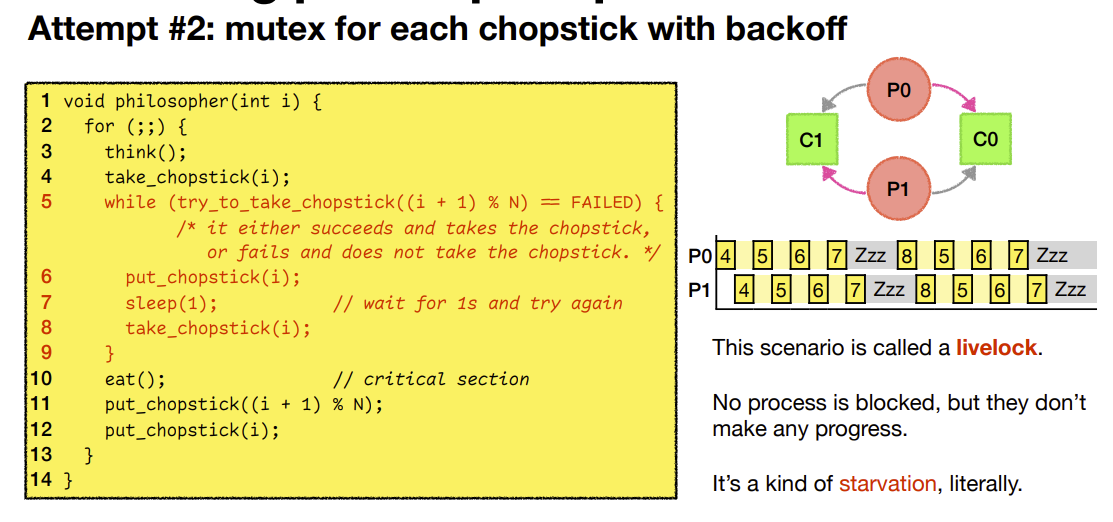 Attempt #2: mutex for each chopstick with backoff
1 void philosopher(int i) {
2 for (;;) {
3 think();
4 take_chopstick(i);
5 while (try_to_take_chopstick((i + 1) % N) == FAILED) {
/* it either succeeds and takes the chopstick,
or fails and does not take the chopstick. */
6 put_chopstick(i);
7 sleep(1); // wait for 1s and try again
8 take_chopstick(i);
9 }
10 eat(); // critical section
11 put_chopstick((i + 1) % N);
12 put_chopstick(i);
13 }
14 }
P0
C1 C0
P1
P0 4 5 6 7 Zzz 8 5 6 7 Zzz
P1 4 5 6 7 Zzz 8 5 6 7 Zzz
This scenario is called a livelock.
No process is blocked, but they don’t
make any progress.
It’s a kind of starvation, literally.